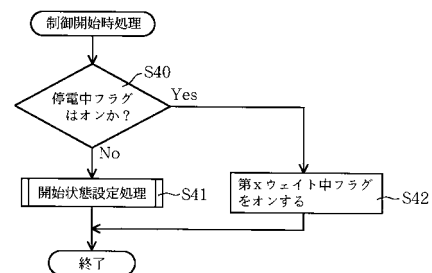 制御開始時処理
S40
停電中フラグ
はオンか?
Yes
No
開始状態設定処理
S41
第xウェイト中フラグ
をオンする
S42
終了